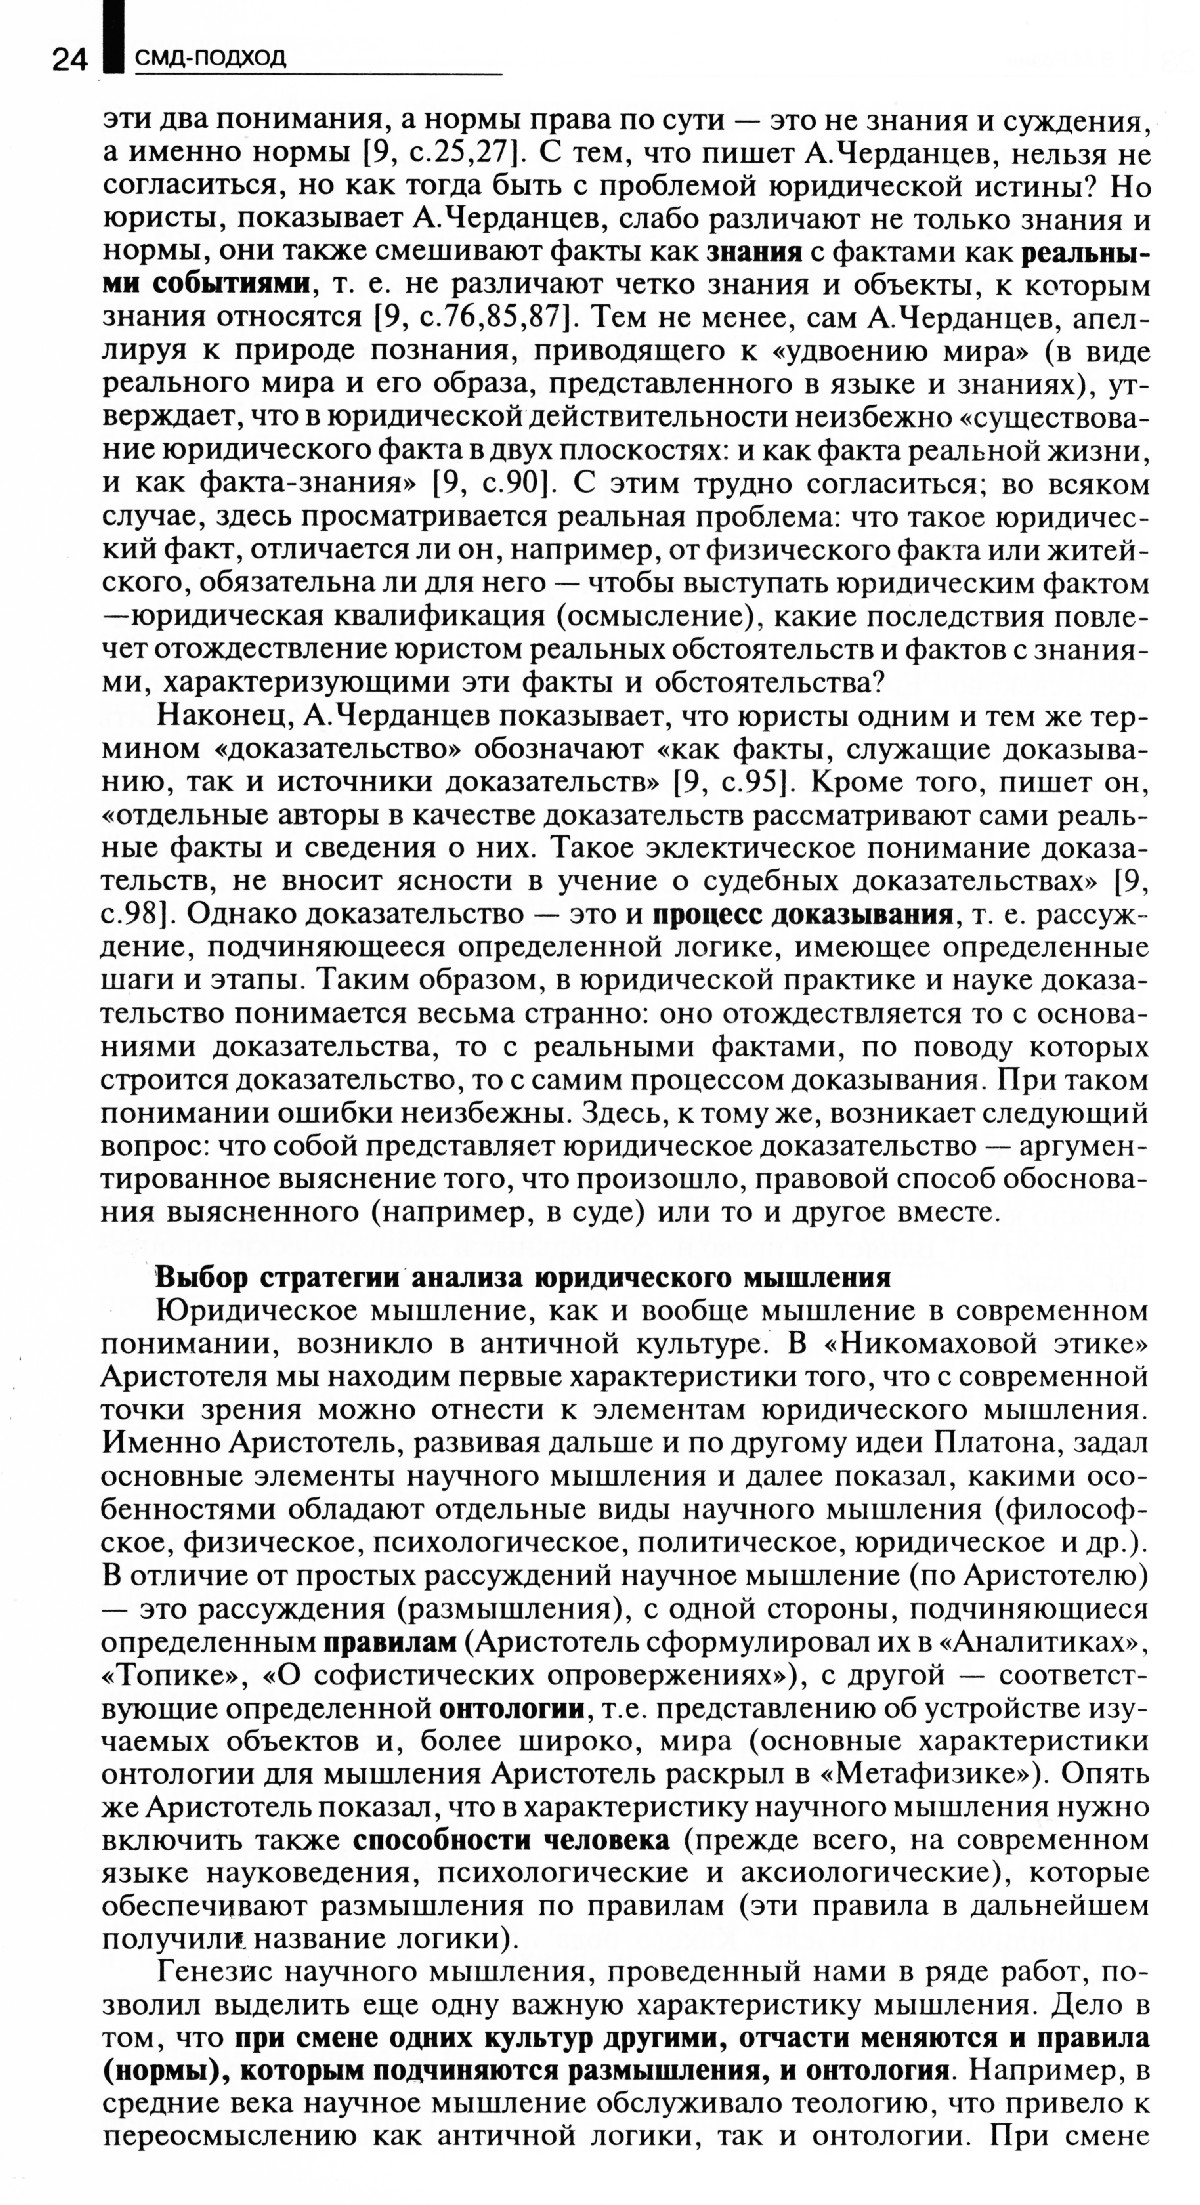 24 СМД-ПОДХОД
эти два понимания, а нормы права по сути — это не знания и суждения,
а именно нормы [9, с.25,27]. С тем, что пишет А.Черданцев, нельзя не
согласиться, но как тогда быть с проблемой юридической истины? Но
юристы, показывает А.Черданцев, слабо различают не только знания и
нормы, они также смешивают факты как знания с фактами как реальны-
ми событиями, т. е. не различают четко знания и объекты, к которым
знания относятся [9, с.76,85,87]. Тем не менее, сам А.Черданцев, апел-
лируя к природе познания, приводящего к «удвоению мира» (в виде
реального мира и его образа, представленного в языке и знаниях), ут-
верждает, что в юридической действительности неизбежно «существова-
ние юридического факта в двух плоскостях: и как факта реальной жизни,
и как факта-знания» [9, с.90]. С этим трудно согласиться; во всяком
случае, здесь просматривается реальная проблема: что такое юридичес-
кий факт, отличается ли он, например, от физического факта или житей-
ского, обязательна ли для него — чтобы выступать юридическим фактом
—юридическая квалификация (осмысление), какие последствия повле-
чет отождествление юристом реальных обстоятельств и фактов с знания-
ми, характеризующими эти факты и обстоятельства?
Наконец, А.Черданцев показывает, что юристы одним и тем же тер-
мином «доказательство» обозначают «как факты, служащие доказыва-
нию, так и источники доказательств» [9, с.95]. Кроме того, пишет он,
«отдельные авторы в качестве доказательств рассматривают сами реаль-
ные факты и сведения о них. Такое эклектическое понимание доказа-
тельств, не вносит ясности в учение о судебных доказательствах» [9,
с.98]. Однако доказательство — это и процесс доказывания, т. е. рассуж-
дение, подчиняющееся определенной логике, имеющее определенные
шаги и этапы. Таким образом, в юридической практике и науке доказа-
тельство понимается весьма странно: оно отождествляется то с основа-
ниями доказательства, то с реальными фактами, по поводу которых
строится доказательство, то с самим процессом доказывания. При таком
понимании ошибки неизбежны. Здесь, к тому же, возникает следующий
вопрос: что собой представляет юридическое доказательство — аргумен-
тированное выяснение того, что произошло, правовой способ обоснова-
ния выясненного (например, в суде) или то и другое вместе.
Выбор стратегии анализа юридического мышления
Юридическое мышление, как и вообще мышление в современном
понимании, возникло в античной культуре. В «Никомаховой этике»
Аристотеля мы находим первые характеристики того, что с современной
точки зрения можно отнести к элементам юридического мышления.
Именно Аристотель, развивая дальше и по другому идеи Платона, задал
основные элементы научного мышления и далее показал, какими осо-
бенностями обладают отдельные виды научного мышления (философ-
ское, физическое, психологическое, политическое, юридическое и др.).
В отличие от простых рассуждений научное мышление (по Аристотелю)
— это рассуждения (размышления), с одной стороны, подчиняющиеся
определенным правилам (Аристотель сформулировал их в «Аналитиках»,
«Топике», «О софистических опровержениях»), с другой — соответст-
вующие определенной онтологии, т.е. представлению об устройстве изу-
чаемых объектов и, более широко, мира (основные характеристики
онтологии для мышления Аристотель раскрыл в «Метафизике»). Опять
же Аристотель показал, что в характеристику научного мышления нужно
включить также способности человека (прежде всего, на современном
языке науковедения, психологические и аксиологические), которые
обеспечивают размышления по правилам (эти правила в дальнейшем
получили название логики).
Генезис научного мышления, проведенный нами в ряде работ, по-
зволил выделить еще одну важную характеристику мышления. Дело в
том, что при смене одних культур другими, отчасти меняются и правила
(нормы), которым подчиняются размышления, и онтология. Например, в
средние века научное мышление обслуживало теологию, что привело к
переосмыслению как античной логики, так и онтологии. При смене